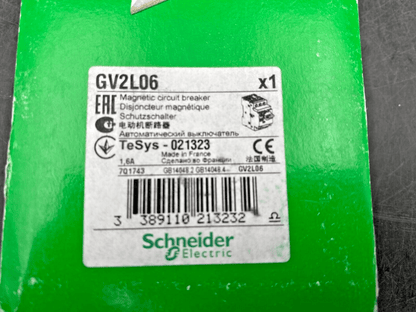 GV2L06 x1
EAC Magnetic circuit breaker
Disjoncteur magnétique
Schutzschalter
电动机断路器
Автоматический выключатель
TeSys - 021323
Made in France
1,6A Сделано во Франции 法国制造
7Q1743 GB14048.2 GB14048.4 GV2L06
3 389110 213232
Schneider
Electric